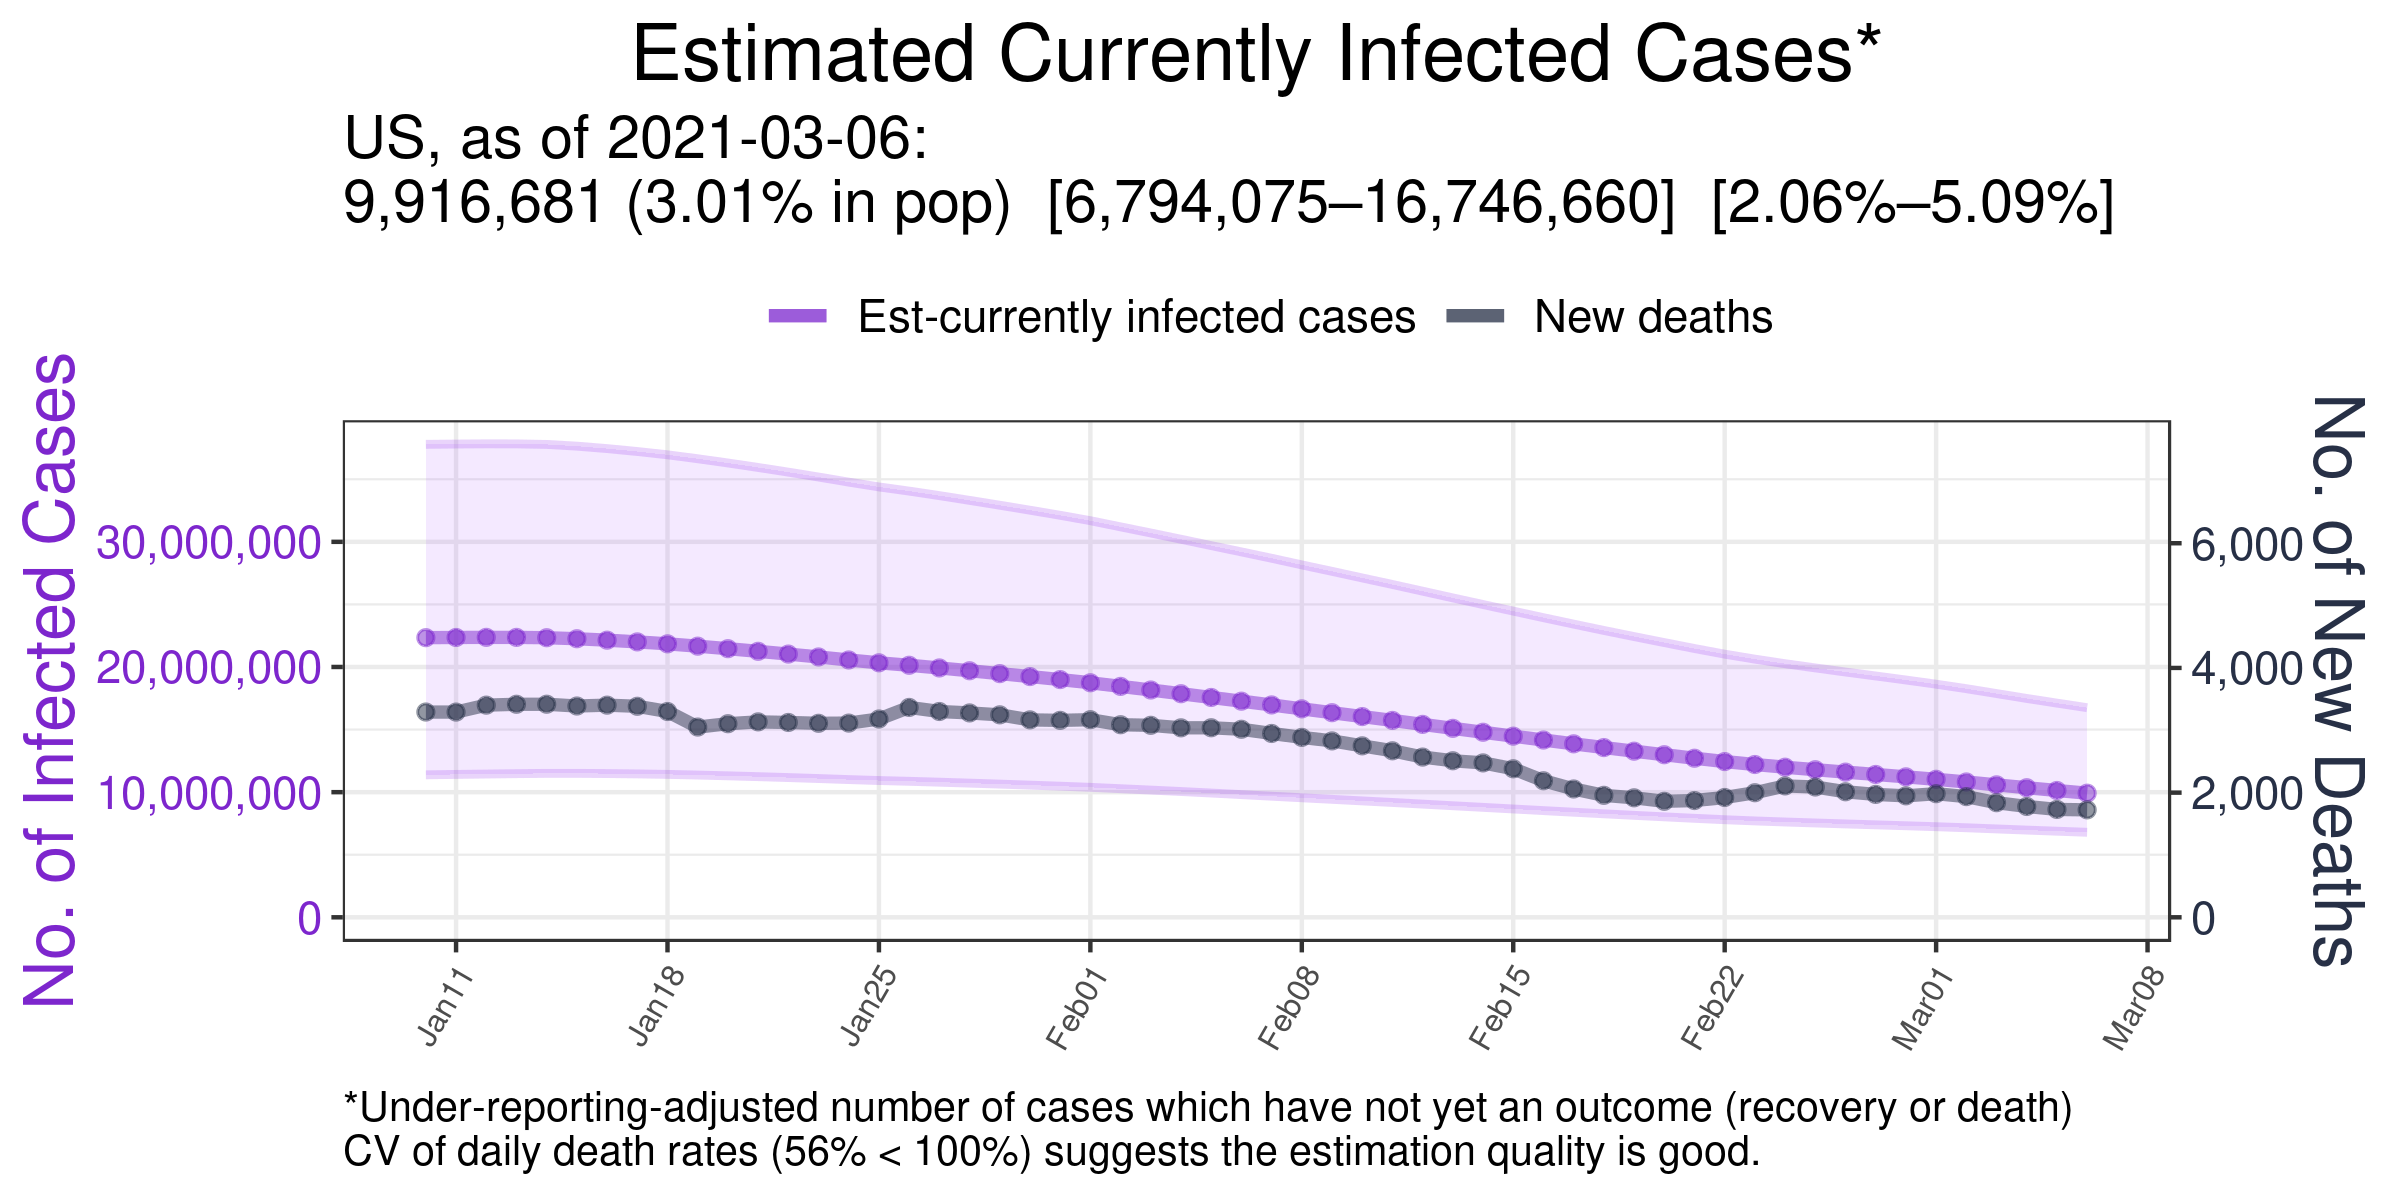 Estimated Currently Infected Cases*
US, as of 2021-03-06:
9,916,681 (3.01% in pop) [6,794,075–16,746,660] [2.06%–5.09%]
Est-currently infected cases
New deaths
No. of Infected Cases
30,000,000
20,000,000
10,000,000
0
6,000
4,000
2,000
0
No. of New Deaths
Jan11
Jan18
Jan25
Feb01
Feb08
Feb15
Feb22
Mar01
Mar08
*Under-reporting-adjusted number of cases which have not yet an outcome (recovery or death)
CV of daily death rates (56% < 100%) suggests the estimation quality is good.